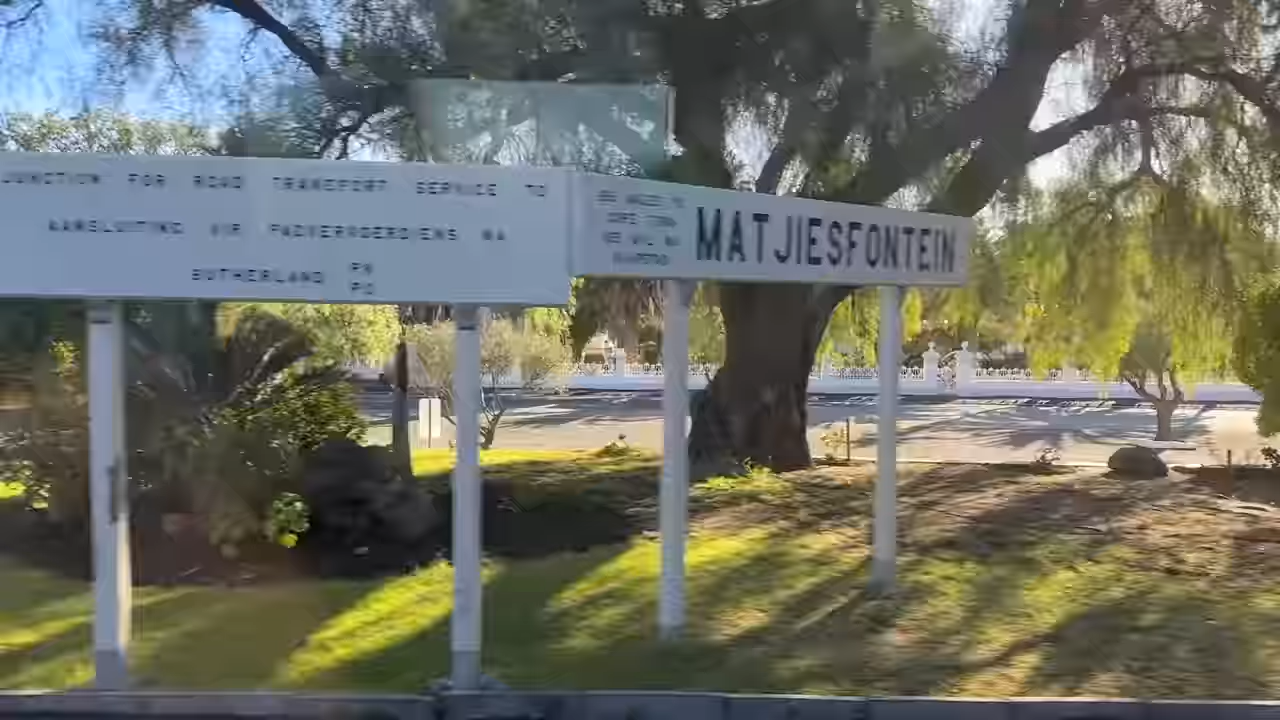 JUNCTION FOR ROAD TRANSPORT SERVICE TO
AANSLUITING VIR PADVERVOERDIENS NA
SUTHERLAND
MATJIESFONTEIN